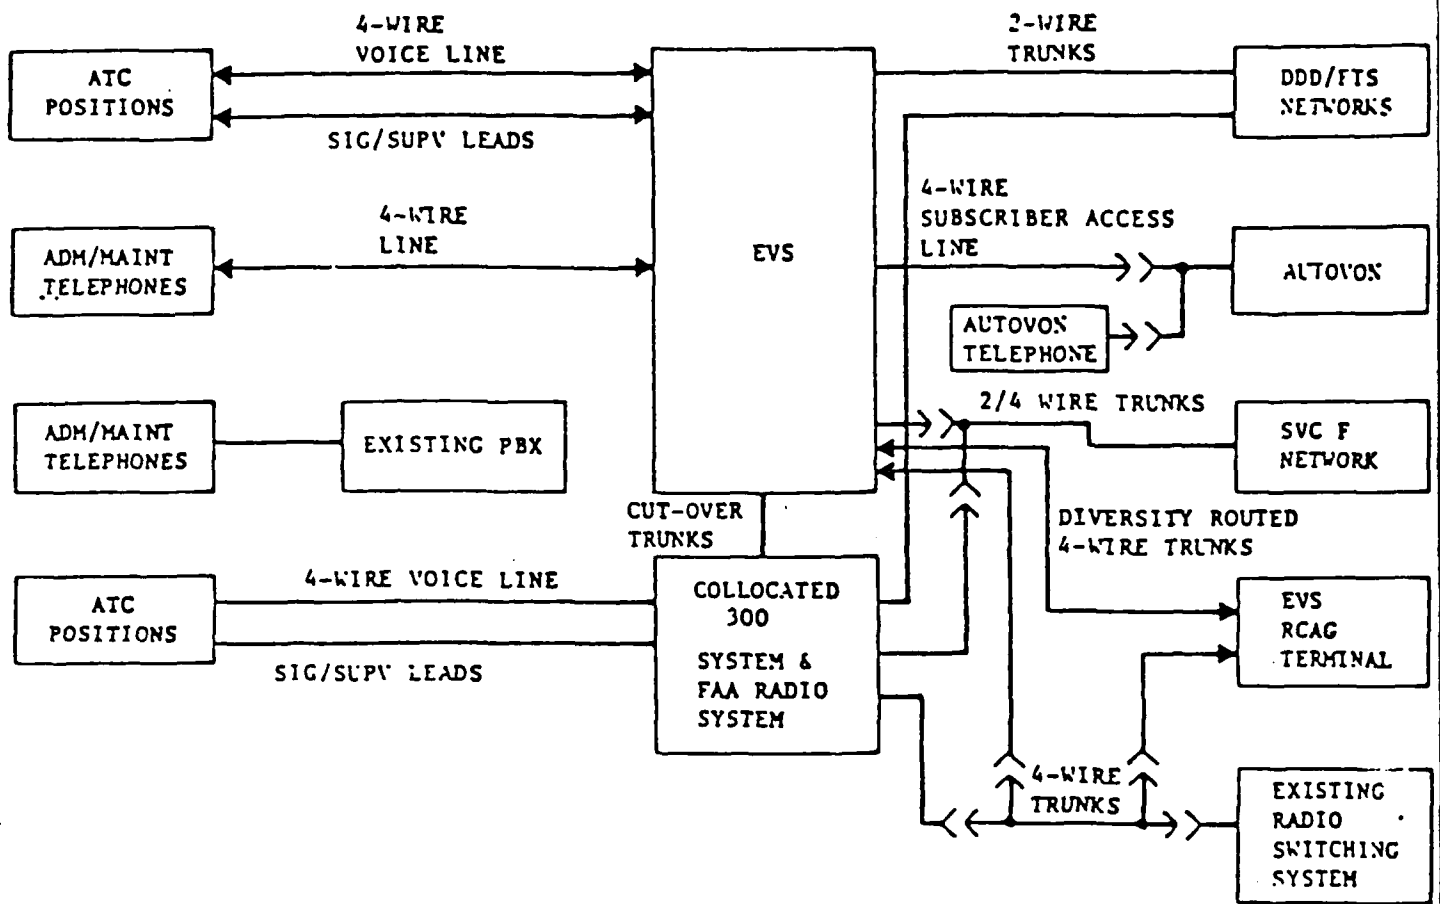 4-WIRE
VOICE LINE
2-WIRE
TRUNKS
ATC
POSITIONS
DDD/FTS
NETWORKS
SIG/SUPV LEADS
4-WIRE
SUBSCRIBER ACCESS
LINE
4-WIRE
LINE
ADM/MAINT
TELEPHONES
EVS
AUTOVON
AUTOVON
TELEPHONE
2/4 WIRE TRUNKS
ADM/MAINT
TELEPHONES
EXISTING PBX
SVC F
NETWORK
CUT-OVER
TRUNKS
DIVERSITY ROUTED
4-WIRE TRUNKS
4-WIRE VOICE LINE
ATC
POSITIONS
SIG/SUPV LEADS
COLLOCATED
300
SYSTEM &
FAA RADIO
SYSTEM
EVS
RCAG
TERMINAL
4-WIRE
TRUNKS
EXISTING
RADIO
SWITCHING
SYSTEM